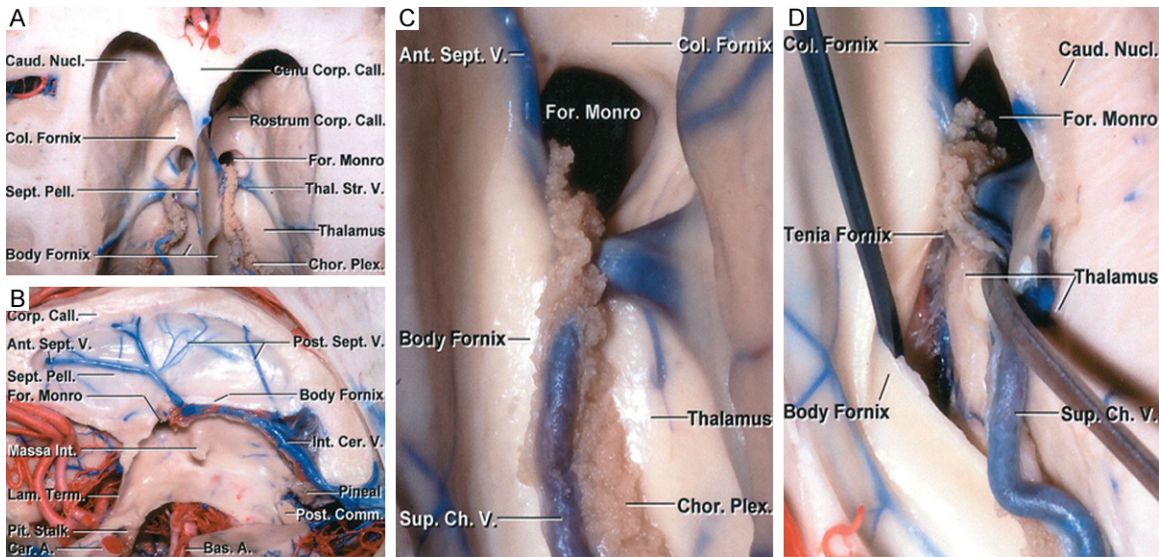 A
Caud. Nucl.
Genu Corp. Call.
Rostrum Corp. Call.
Col. Fornix
For. Monro
Sept. Pell.
Thal. Str. V.
Thalamus
Body Fornix
Chor. Plex.
B
Corp. Call.
Ant. Sept. V.
Post. Sept. V.
Sept. Pell.
For. Monro
Body Fornix
Massa Int.
Int. Cer. V.
Lam. Term.
Pineal
Pit. Stalk
Post. Comm.
Car. A.
Bas. A.
C
Ant. Sept. V.
Col. Fornix
For. Monro
Body Fornix
Thalamus
Chor. Plex.
Sup. Ch. V.
D
Col. Fornix
Caud. Nucl.
For. Monro
Tenia Fornix
Thalamus
Body Fornix
Sup. Ch. V.